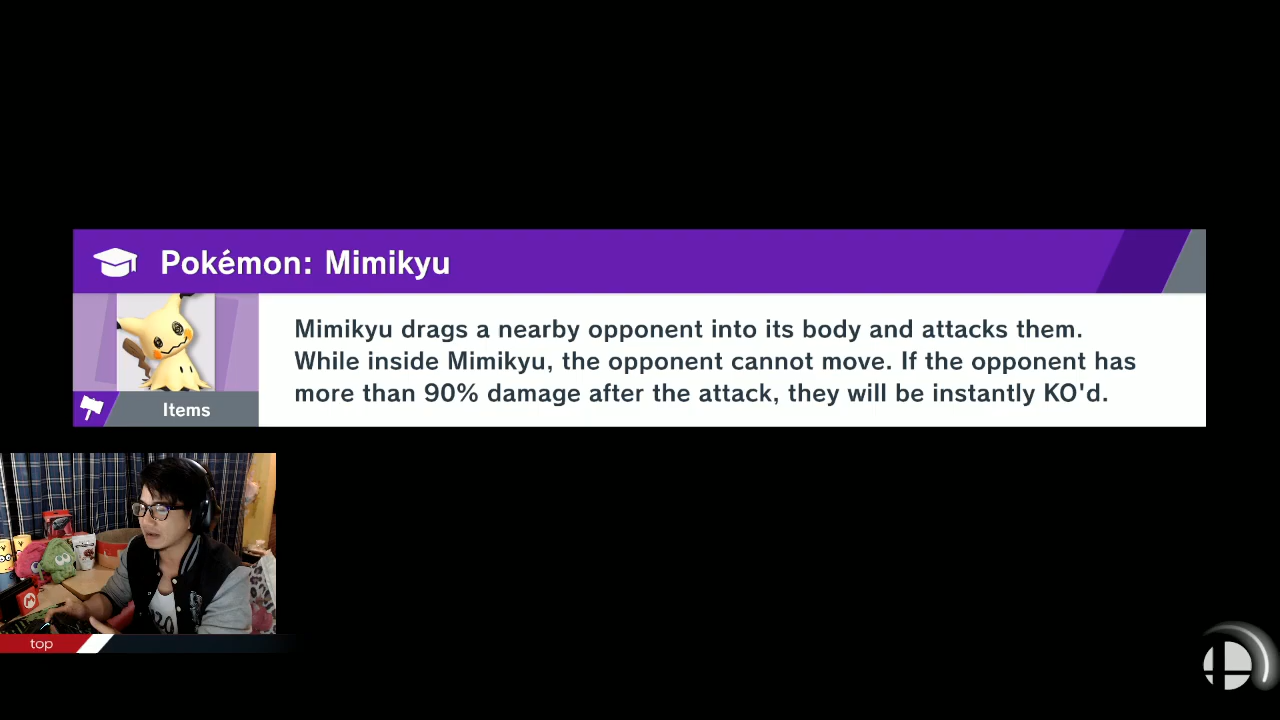 Pokémon: Mimikyu
Mimikyu drags a nearby opponent into its body and attacks them.
While inside Mimikyu, the opponent cannot move. If the opponent has
more than 90% damage after the attack, they will be instantly KO'd.
Items
top